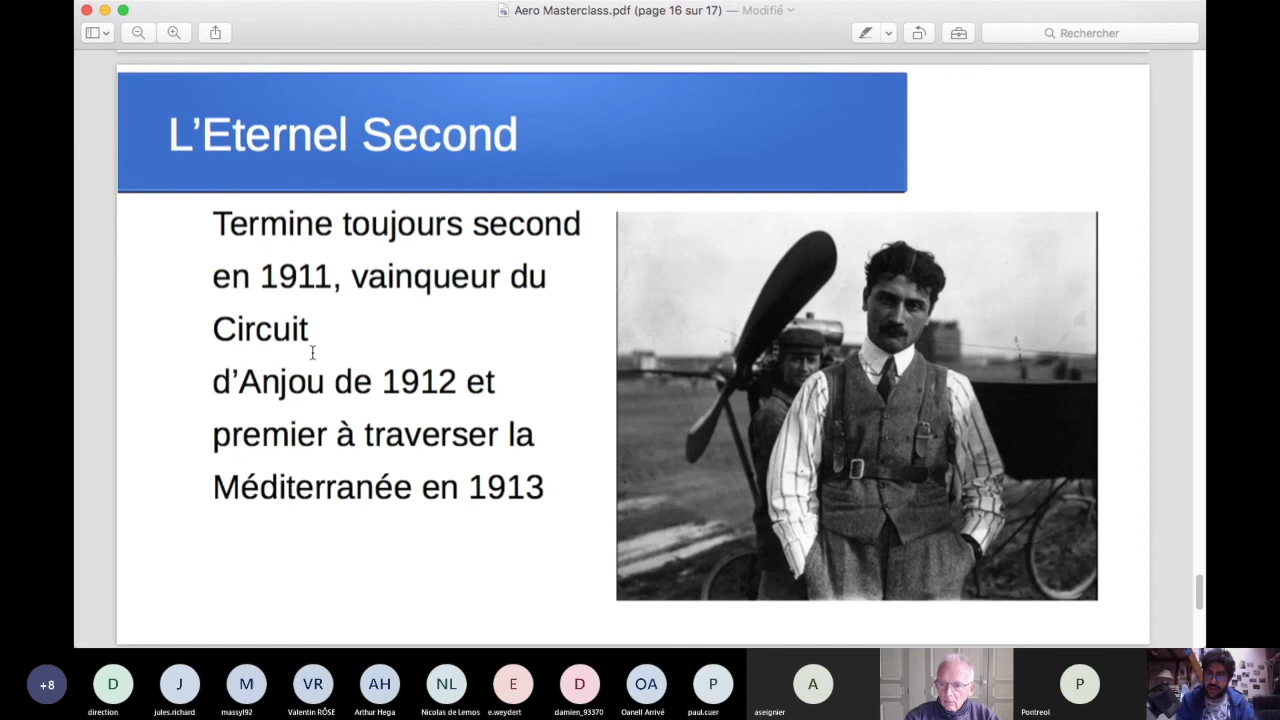 Aero Masterclass.pdf (page 16 sur 17) — Modifié
Rechercher
L’Eternel Second
Termine toujours second
en 1911, vainqueur du
Circuit
d’Anjou de 1912 et
premier à traverser la
Méditerranée en 1913
+8
D
J
M
VR
AH
NL
E
D
OA
P
A
P
direction
jules.richard
massyl92
Valentin RÖSE
Arthur Hega
Nicolas de Lemos
e.weydert
damien_93370
Oanell Arrivé
paul.cuer
aseignier
Pontreol